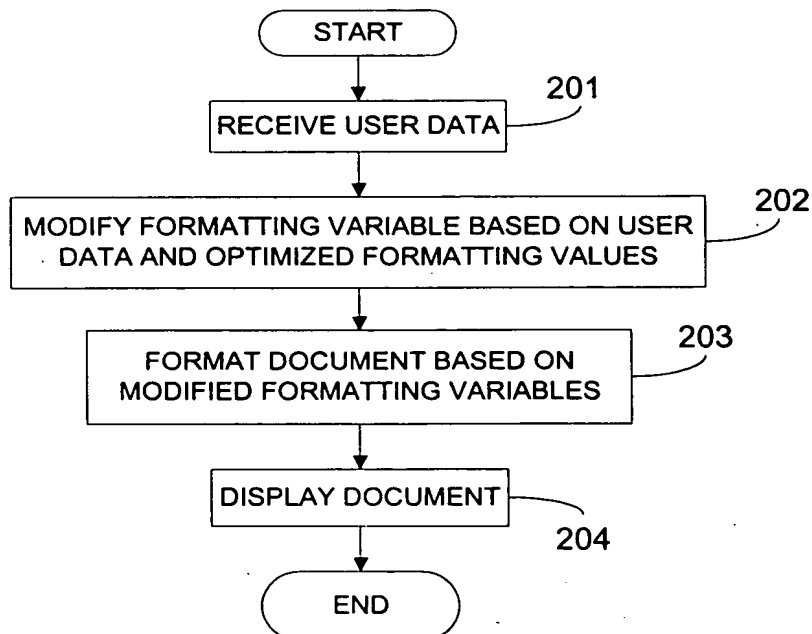 START
201
RECEIVE USER DATA
202
MODIFY FORMATTING VARIABLE BASED ON USER
DATA AND OPTIMIZED FORMATTING VALUES
203
FORMAT DOCUMENT BASED ON
MODIFIED FORMATTING VARIABLES
DISPLAY DOCUMENT
204
END